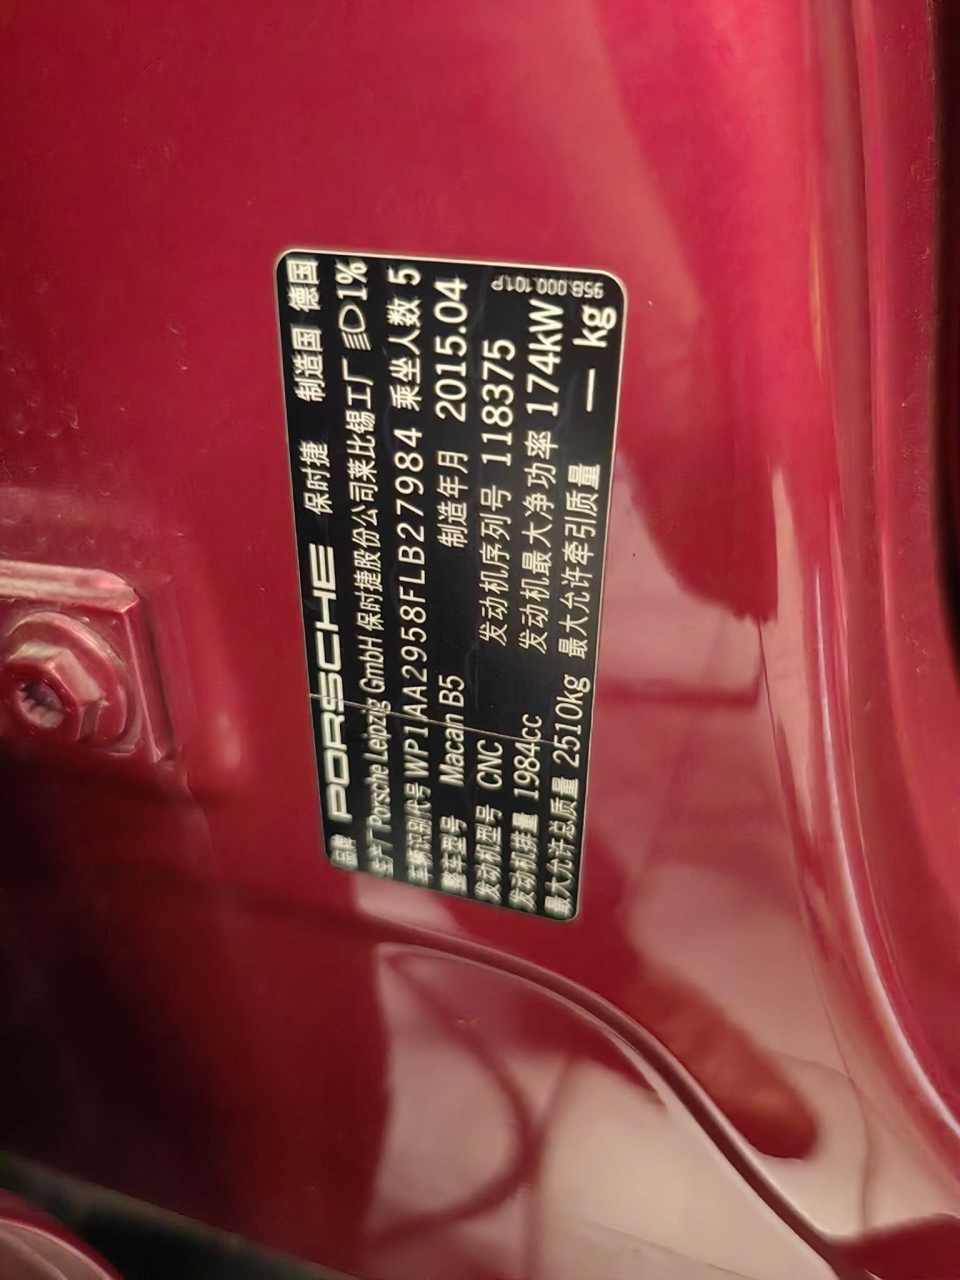 品牌 PORSCHE 保时捷 制造国 德国
生产厂 Porsche Leipzig GmbH 保时捷股份公司莱比锡工厂 1%
车辆识别代号 WP1AA2958FLB27984 乘坐人数 5
整车型号 Macan B5 制造年月 2015.04
发动机型号 CNC 发动机序列号 118375
发动机排量 1984cc 发动机最大净功率 174kW
最大允许总质量 2510kg 最大允许牵引质量 — kg
95B.000.101.P